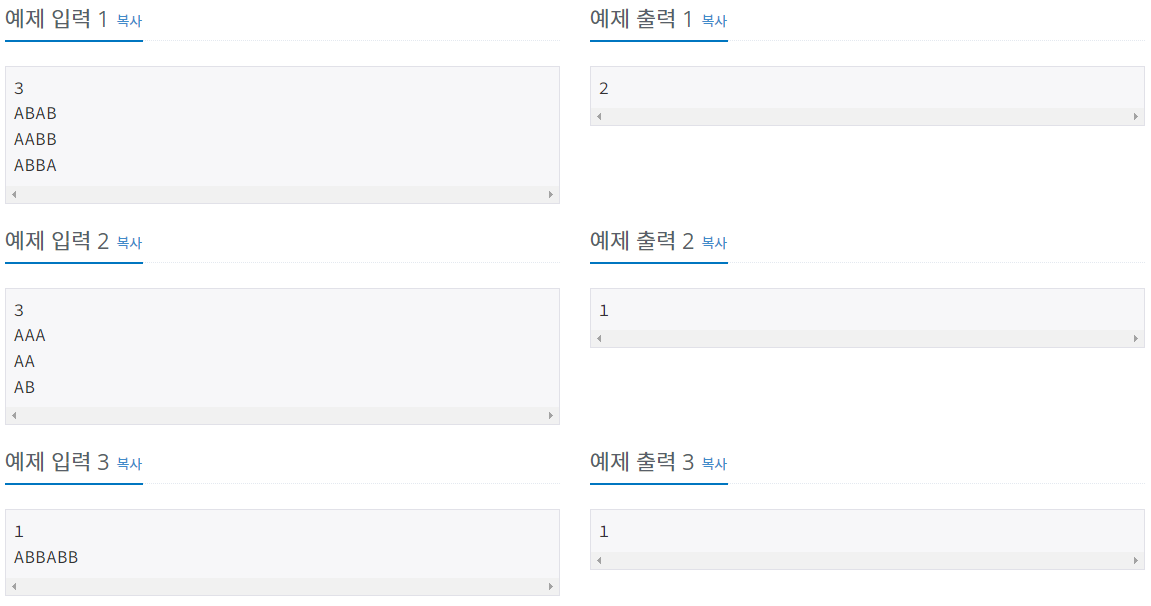 예제 입력 1 복사
3
ABAB
AABB
ABBA
예제 출력 1 복사
2
예제 입력 2 복사
3
AAA
AA
AB
예제 출력 2 복사
1
예제 입력 3 복사
1
ABBABB
예제 출력 3 복사
1